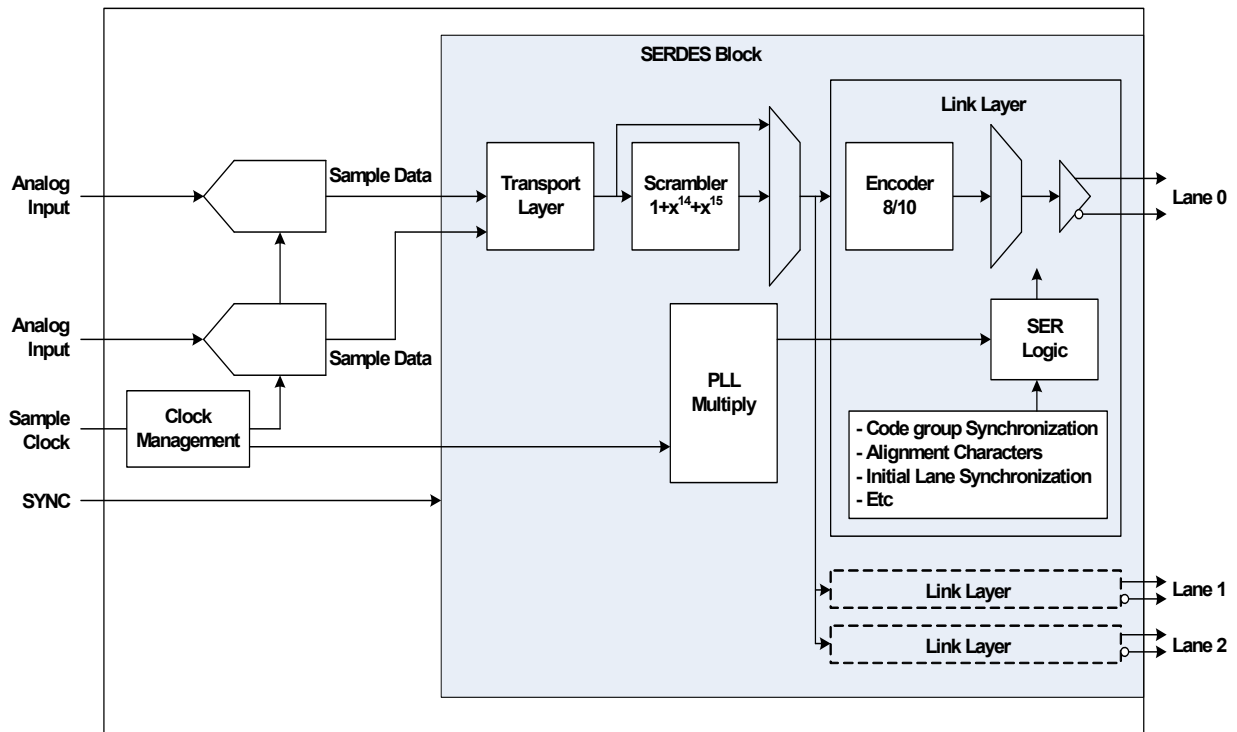 SERDES Block
Link Layer
Analog
Input
Sample Data
Transport
Layer
Scrambler
1+x¹⁴+x¹⁵
Encoder
8/10
Lane 0
Analog
Input
Sample Data
SER
Logic
PLL
Multiply
Sample
Clock
Clock
Management
- Code group Synchronization
- Alignment Characters
- Initial Lane Synchronization
- Etc
SYNC
Link Layer
Lane 1
Link Layer
Lane 2